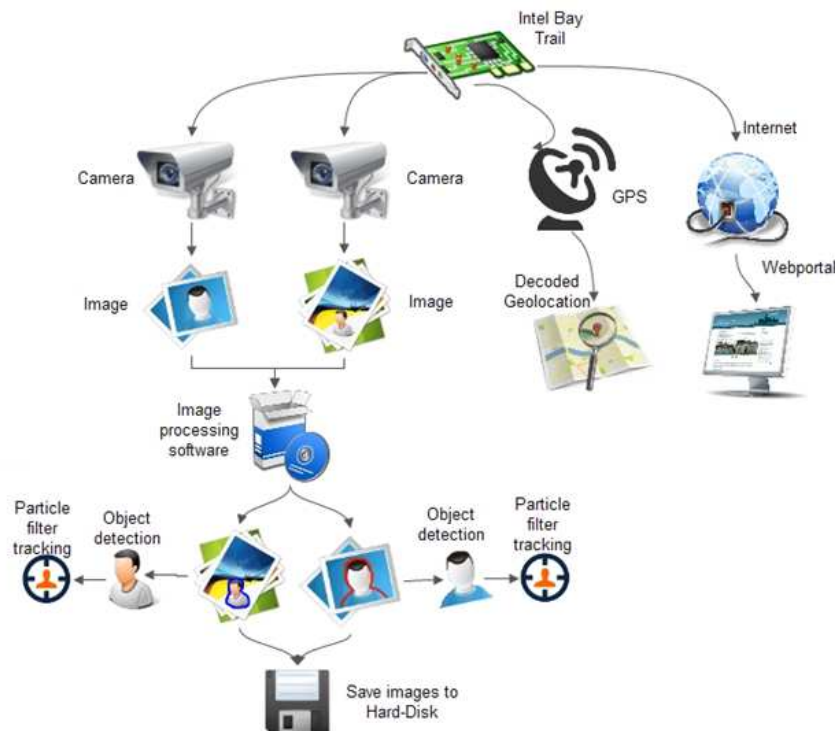 Intel Bay
Trail
Internet
Camera
Camera
GPS
Webportal
Image
Image
Decoded
Geolocation
Image
processing
software
Particle
filter
tracking
Object
detection
Object
detection
Particle
filter
tracking
Save images to
Hard-Disk